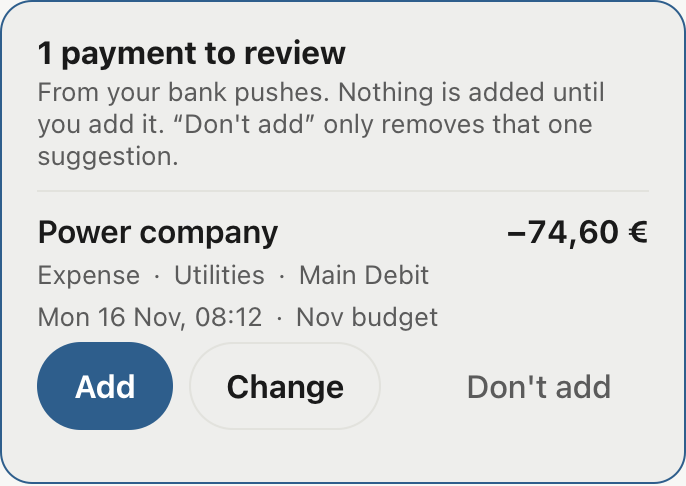 1 payment to review
From your bank pushes. Nothing is added until
you add it. “Don't add” only removes that one
suggestion.
Power company −74,60 €
Expense · Utilities · Main Debit
Mon 16 Nov, 08:12 · Nov budget
Add Change Don't add